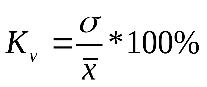 K_v = σ / x̄ * 100%